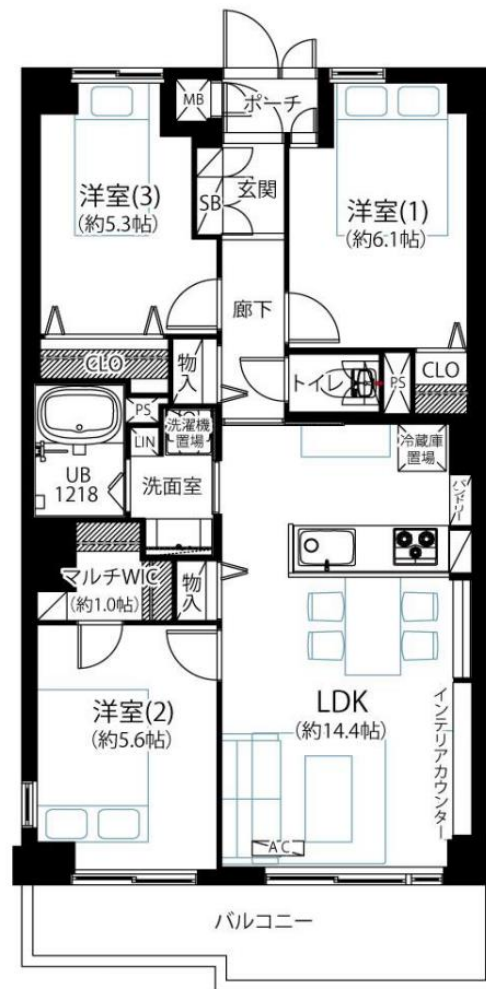 MB
ポーチ
洋室(3)
(約5.3帖)
SB
玄関
洋室(1)
(約6.1帖)
廊下
CLO
物入
トイレ
PS
CLO
PS
洗濯機
置場
冷蔵庫
置場
LIN
UB
1218
洗面室
パントリー
マルチWIC
(約1.0帖)
物入
洋室(2)
(約5.6帖)
LDK
(約14.4帖)
インテリアカウンター
AC
バルコニー